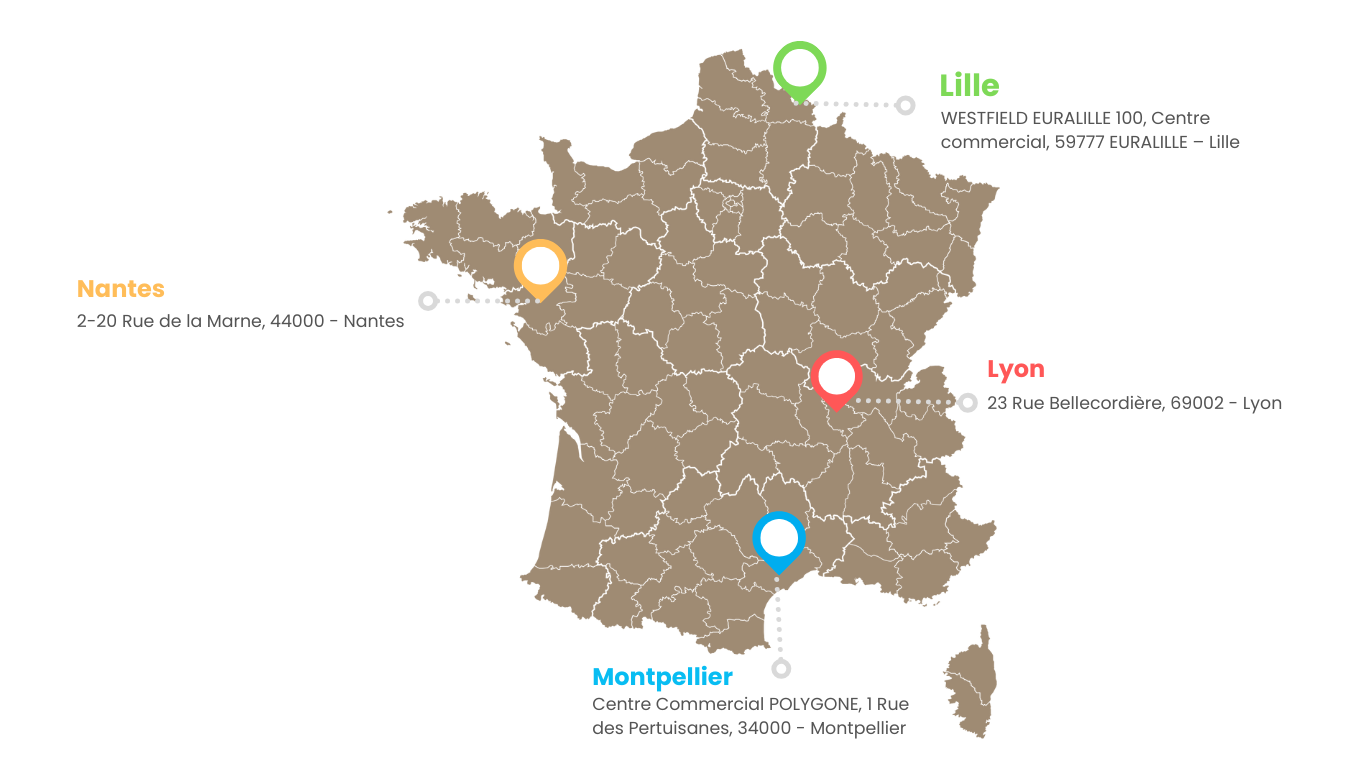 Lille
WESTFIELD EURALILLE 100, Centre
commercial, 59777 EURALILLE – Lille
Nantes
2-20 Rue de la Marne, 44000 - Nantes
Lyon
23 Rue Bellecordière, 69002 - Lyon
Montpellier
Centre Commercial POLYGONE, 1 Rue
des Pertuisanes, 34000 - Montpellier